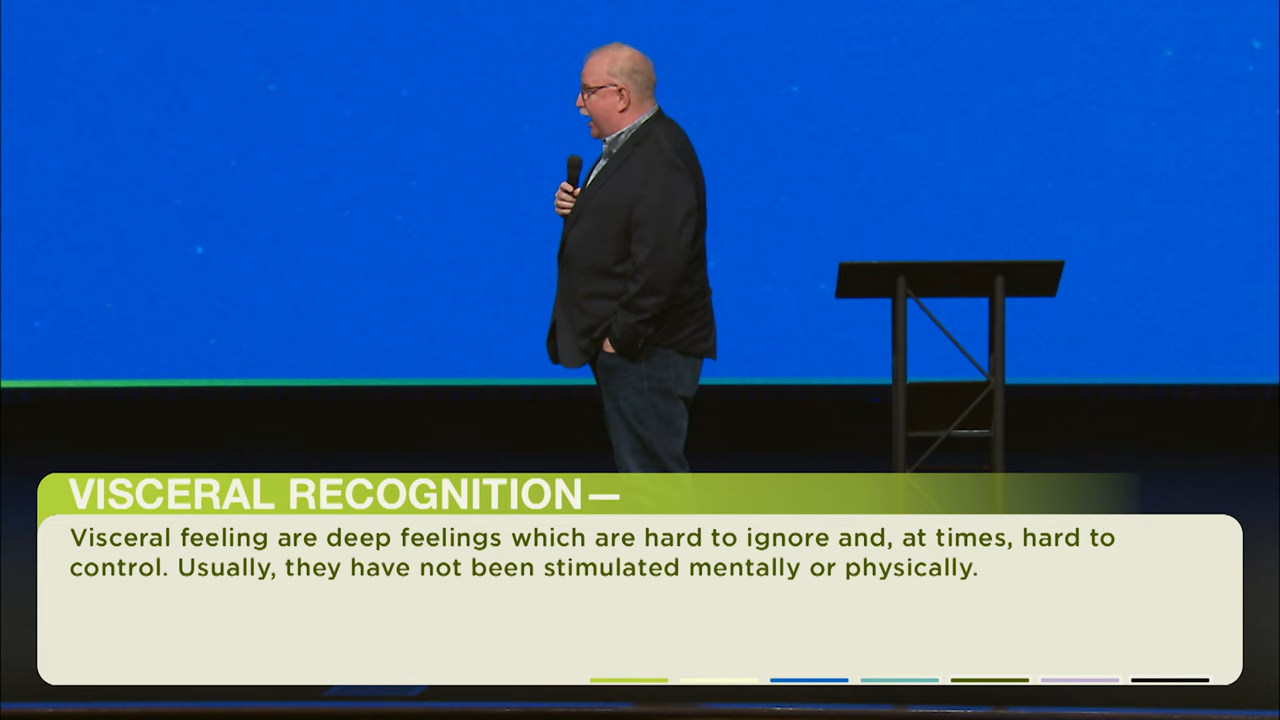 VISCERAL RECOGNITION—
Visceral feeling are deep feelings which are hard to ignore and, at times, hard to
control. Usually, they have not been stimulated mentally or physically.